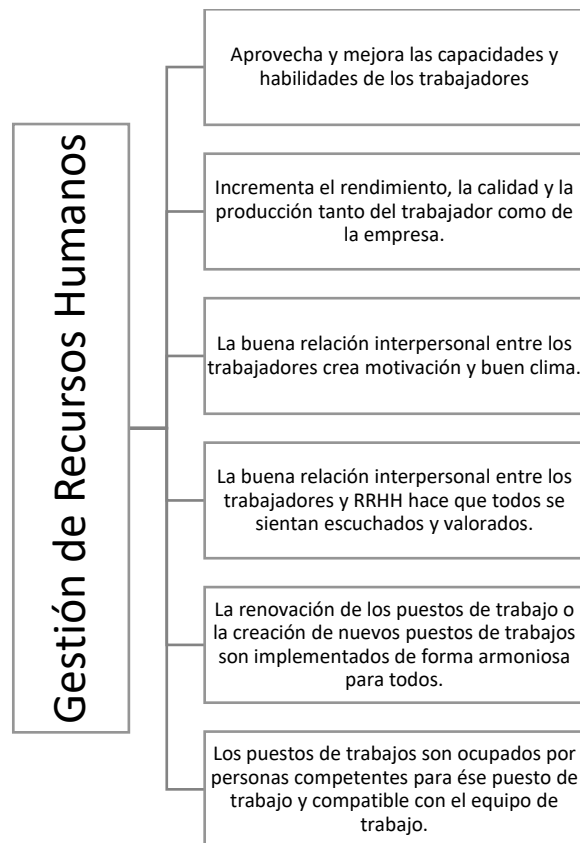 Gestión de Recursos Humanos
Aprovecha y mejora las capacidades y
habilidades de los trabajadores
Incrementa el rendimiento, la calidad y la
producción tanto del trabajador como de
la empresa.
La buena relación interpersonal entre los
trabajadores crea motivación y buen clima.
La buena relación interpersonal entre los
trabajadores y RRHH hace que todos se
sientan escuchados y valorados.
La renovación de los puestos de trabajo o
la creación de nuevos puestos de trabajos
son implementados de forma armoniosa
para todos.
Los puestos de trabajos son ocupados por
personas competentes para ése puesto de
trabajo y compatible con el equipo de
trabajo.